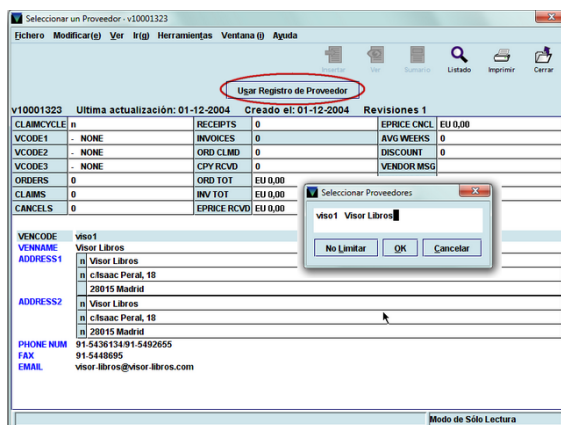 Seleccionar un Proveedor - v10001323
Fichero Modificar(e) Ver Ir(g) Herramientas Ventana (i) Ayuda
Insertar Ver Sumario Listado Imprimir Cerrar
Usar Registro de Proveedor
v10001323 Ultima actualización: 01-12-2004 Creado el: 01-12-2004 Revisiones 1
CLAIMCYCLE n RECEIPTS 0 EPRICE CNCL EU 0,00
VCODE1 - NONE INVOICES 0 AVG WEEKS 0
VCODE2 - NONE ORD CLMD 0 DISCOUNT 0
VCODE3 - NONE CPY RCVD 0 VENDOR MSG
ORDERS 0 ORD TOT EU 0,00
CLAIMS 0 INV TOT EU 0,00
CANCELS 0 EPRICE RCVD EU 0,00
Seleccionar Proveedores
viso1 Visor Libros
No Limitar OK Cancelar
VENCODE viso1
VENNAME Visor Libros
ADDRESS1 n Visor Libros
n c/Isaac Peral, 18
28015 Madrid
ADDRESS2 n Visor Libros
n c/Isaac Peral, 18
n 28015 Madrid
PHONE NUM 91-5436134/91-5492655
FAX 91-5448695
EMAIL visor-libros@visor-libros.com
Modo de Sólo Lectura